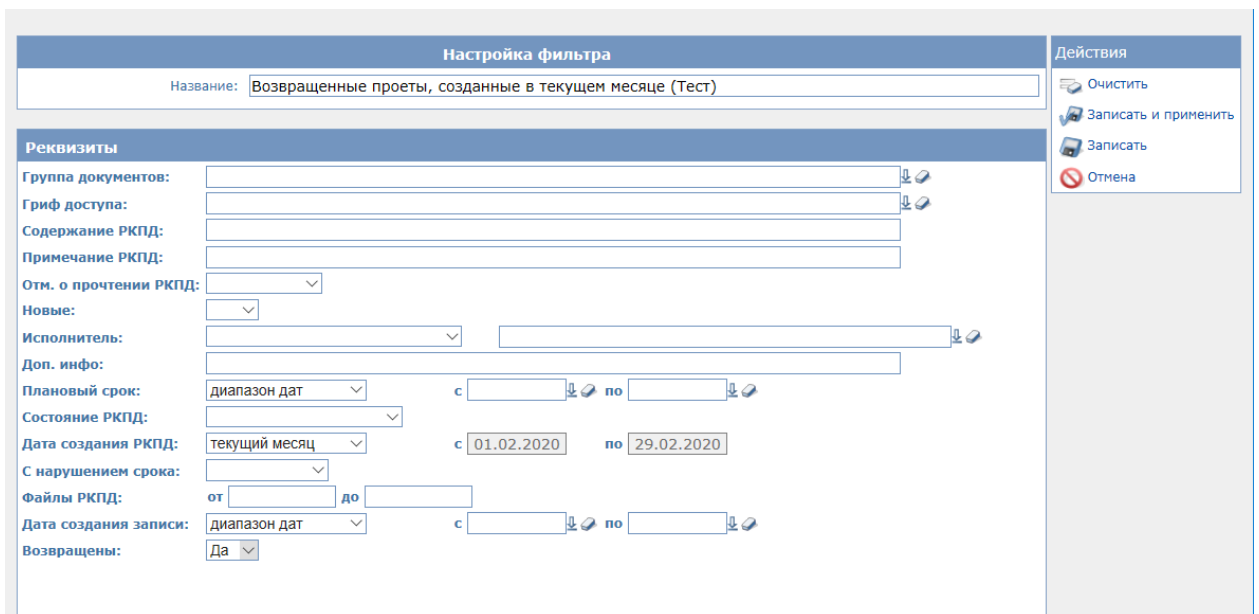 Настройка фильтра
Название: Возвращенные проеты, созданные в текущем месяце (Тест)
Реквизиты
Группа документов:
Гриф доступа:
Содержание РКПД:
Примечание РКПД:
Отм. о прочтении РКПД:
Новые:
Исполнитель:
Доп. инфо:
Плановый срок: диапазон дат с по
Состояние РКПД:
Дата создания РКПД: текущий месяц с 01.02.2020 по 29.02.2020
С нарушением срока:
Файлы РКПД: от до
Дата создания записи: диапазон дат с по
Возвращены: Да
Действия
Очистить
Записать и применить
Записать
Отмена